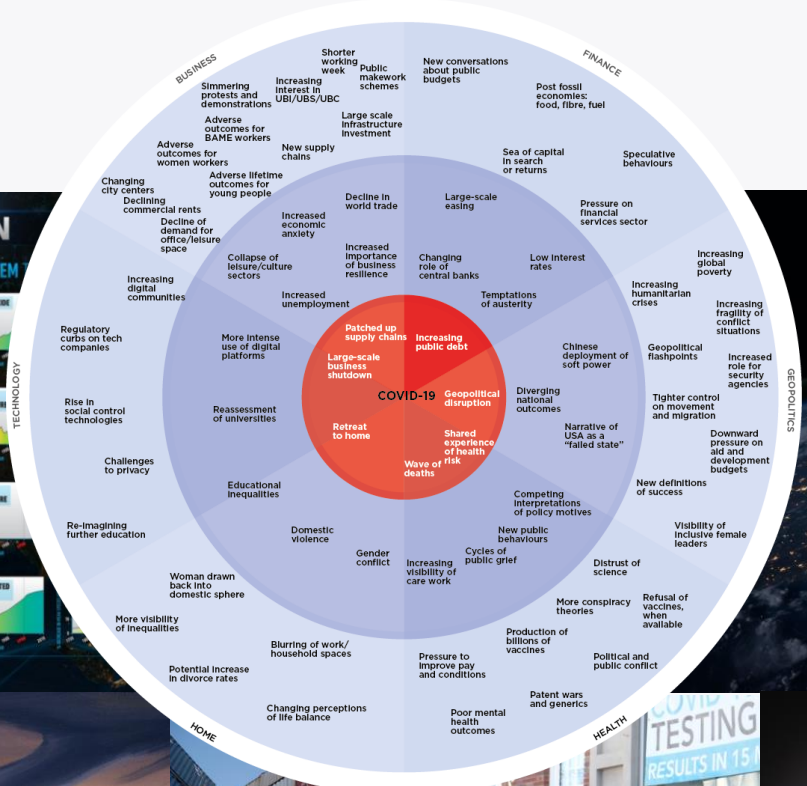 BUSINESS
Shorter
working
week
Public
makework
schemes
Increasing
interest in
UBI/UBS/UBC
Simmering
protests and
demonstrations
Adverse
outcomes for
BAME workers
Large scale
infrastructure
investment
New supply
chains
Adverse
outcomes for
women workers
Adverse lifetime
outcomes for
young people
Changing
city centers
Declining
commercial rents
Decline of
demand for
office/leisure
space
Decline in
world trade
Increased
economic
anxiety
Increased
importance
of business
resilience
Collapse of
leisure/culture
sectors
Increased
unemployment
Patched up
supply chains
Large-scale
business
shutdown
FINANCE
New conversations
about public
budgets
Post fossil
economies:
food, fibre, fuel
Sea of capital
in search
or returns
Speculative
behaviours
Pressure on
financial
services sector
Large-scale
easing
Changing
role of
central banks
Low interest
rates
Temptations
of austerity
Increasing
public debt
COVID-19
GEOPOLITICS
Increasing
global
poverty
Increasing
humanitarian
crises
Increasing
fragility of
conflict
situations
Geopolitical
flashpoints
Increased
role for
security
agencies
Tighter control
on movement
and migration
Downward
pressure on
aid and
development
budgets
New definitions
of success
Visibility of
inclusive female
leaders
Chinese
deployment of
soft power
Diverging
national
outcomes
Narrative of
USA as a
“failed state”
Geopolitical
disruption
HEALTH
Shared
experience
of health
risk
Wave of
deaths
Competing
interpretations
of policy motives
New public
behaviours
Cycles of
public grief
Increasing
visibility of
care work
Distrust of
science
More conspiracy
theories
Refusal of
vaccines,
when
available
Production of
billions of
vaccines
Political and
public conflict
Pressure to
improve pay
and conditions
Patent wars
and generics
Poor mental
health
outcomes
HOME
Domestic
violence
Gender
conflict
Woman drawn
back into
domestic sphere
More visibility
of inequalities
Blurring of work/
household spaces
Potential increase
in divorce rates
Changing perceptions
of life balance
TECHNOLOGY
Increasing
digital
communities
Regulatory
curbs on tech
companies
Rise in
social control
technologies
Challenges
to privacy
Re-imagining
further education
More intense
use of digital
platforms
Reassessment
of universities
Educational
inequalities
Retreat
to home
TESTING
RESULTS IN 15